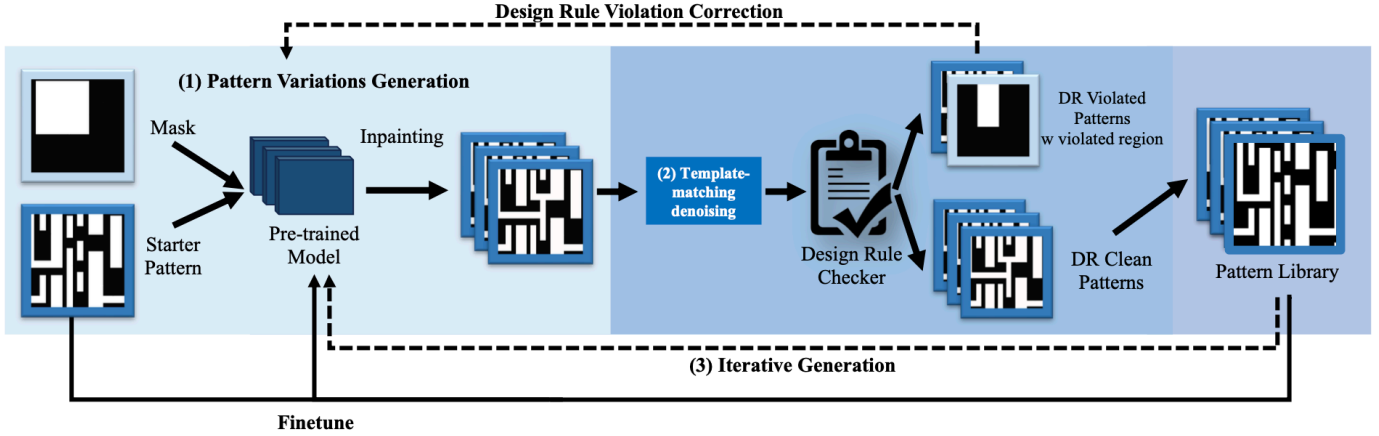 Design Rule Violation Correction
(1) Pattern Variations Generation
Mask
Inpainting
Starter
Pattern
Pre-trained
Model
(2) Template-
matching
denoising
Design Rule
Checker
DR Violated
Patterns
w violated region
DR Clean
Patterns
Pattern Library
(3) Iterative Generation
Finetune